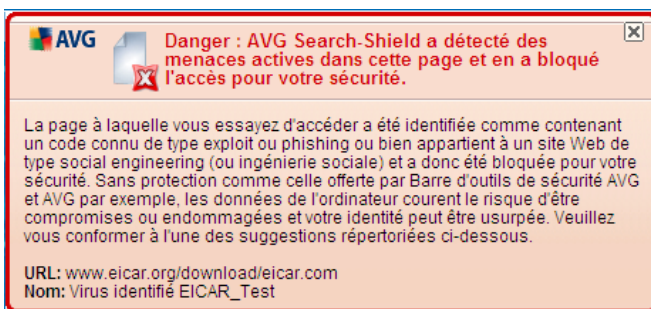 AVG
Danger : AVG Search-Shield a détecté des
menaces actives dans cette page et en a bloqué
l'accès pour votre sécurité.
La page à laquelle vous essayez d'accéder a été identifiée comme contenant
un code connu de type exploit ou phishing ou bien appartient à un site Web de
type social engineering (ou ingénierie sociale) et a donc été bloquée pour votre
sécurité. Sans protection comme celle offerte par Barre d'outils de sécurité AVG
et AVG par exemple, les données de l'ordinateur courent le risque d'être
compromises ou endommagées et votre identité peut être usurpée. Veuillez
vous conformer à l'une des suggestions répertoriées ci-dessous.
URL: www.eicar.org/download/eicar.com
Nom: Virus identifié EICAR_Test